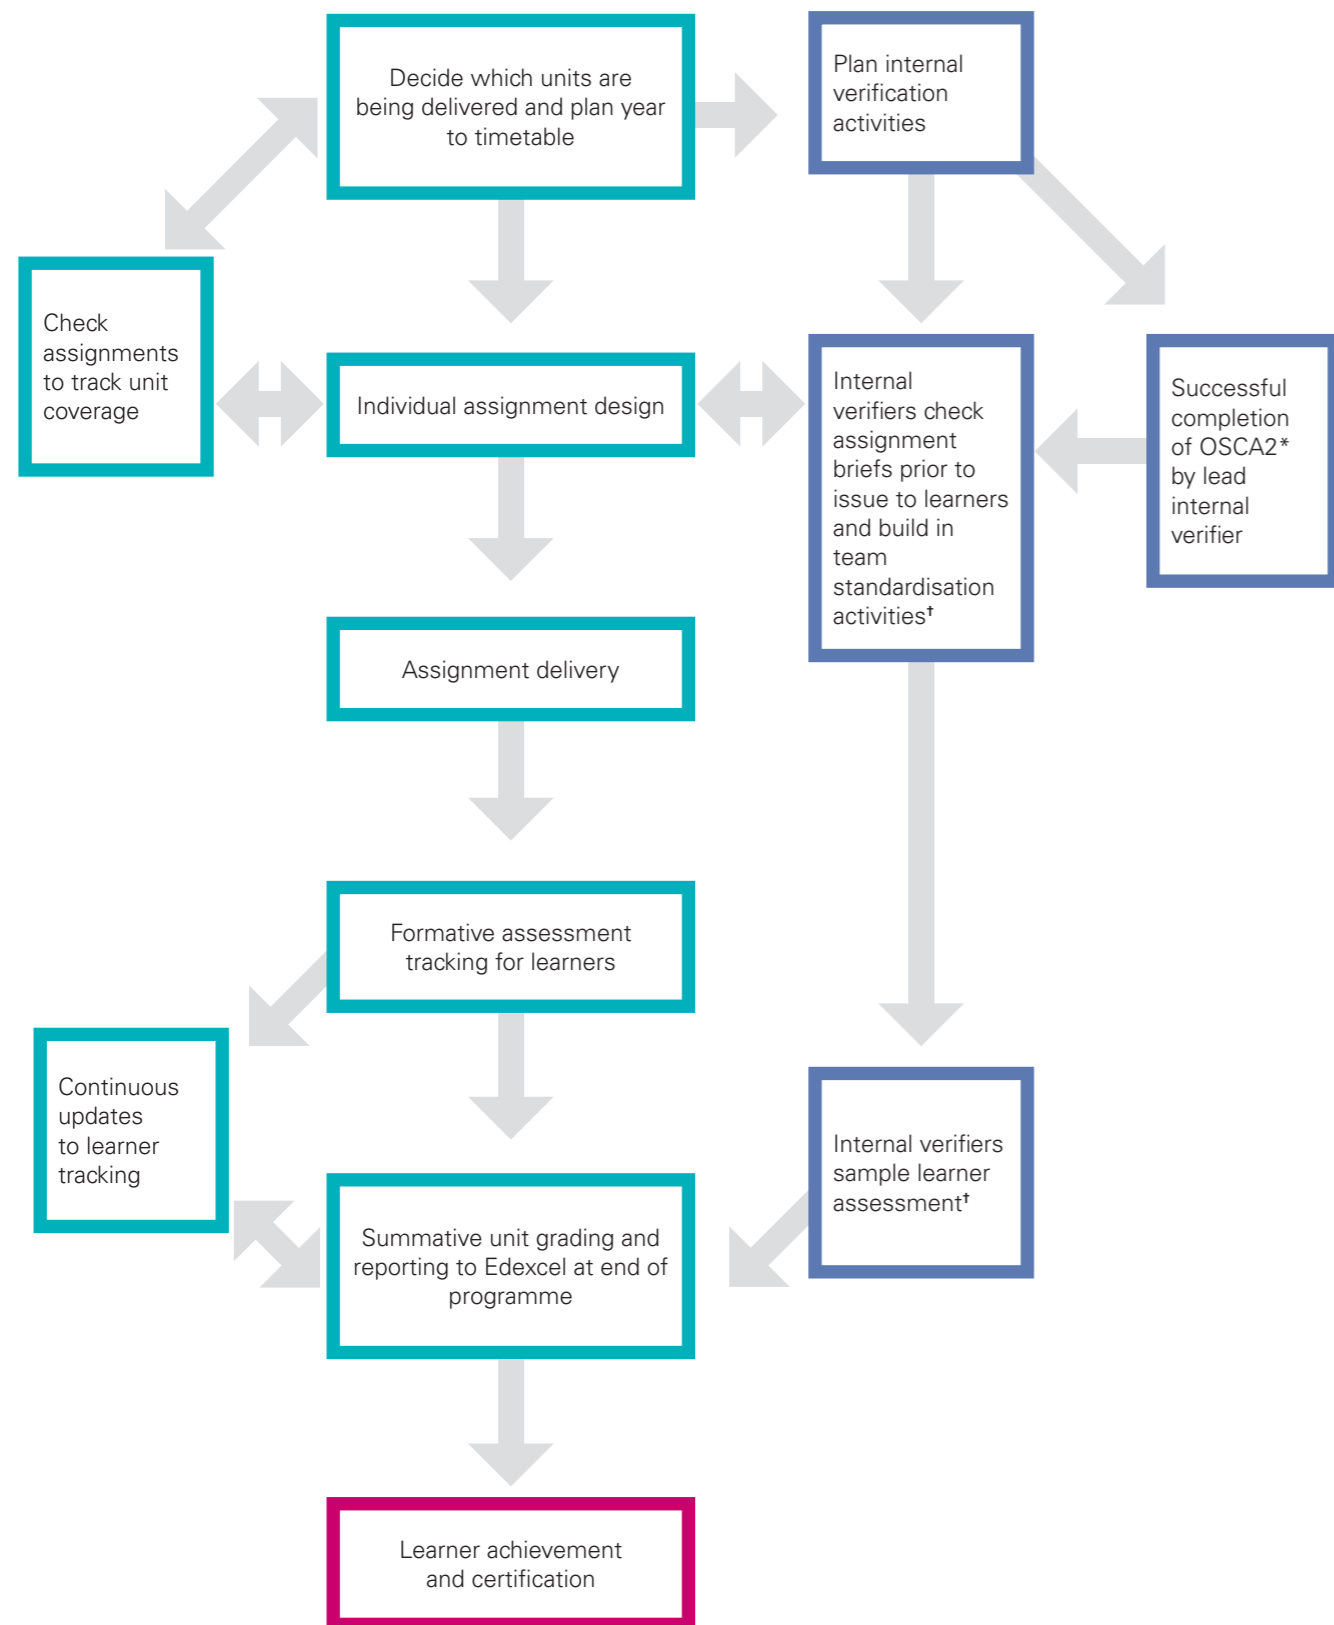 Decide which units are
being delivered and plan year
to timetable
Plan internal
verification
activities
Check
assignments
to track unit
coverage
Individual assignment design
Internal
verifiers check
assignment
briefs prior to
issue to learners
and build in
team
standardisation
activities†
Successful
completion
of OSCA2*
by lead
internal
verifier
Assignment delivery
Formative assessment
tracking for learners
Continuous
updates
to learner
tracking
Internal verifiers
sample learner
assessment†
Summative unit grading and
reporting to Edexcel at end of
programme
Learner achievement
and certification